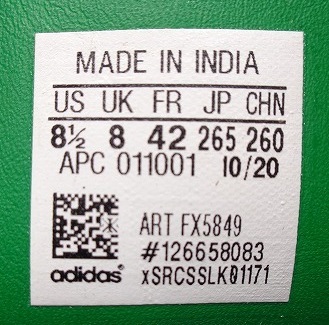 MADE IN INDIA
US UK FR JP CHN
8½ 8 42 265 260
APC 011001 10/20
ART FX5849
#126658083
adidas® xSRCSSLK01171